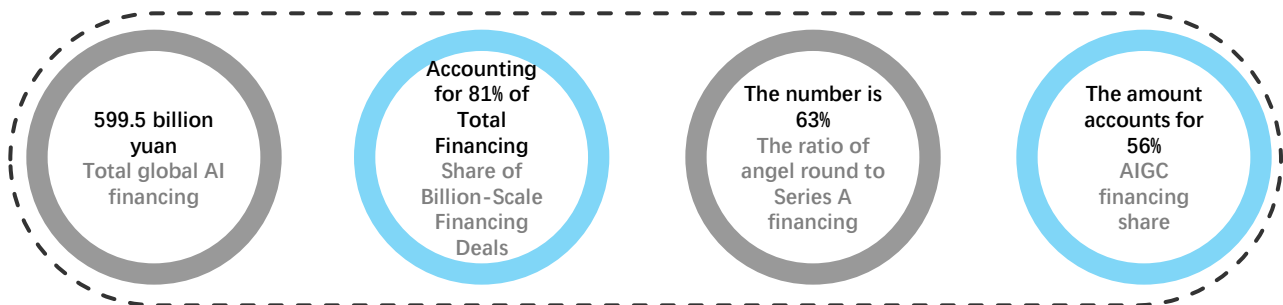 599.5 billion
yuan
Total global AI
financing
Accounting
for 81% of
Total
Financing
Share of
Billion-Scale
Financing
Deals
The number is
63%
The ratio of
angel round to
Series A
financing
The amount
accounts for
56%
AIGC
financing
share